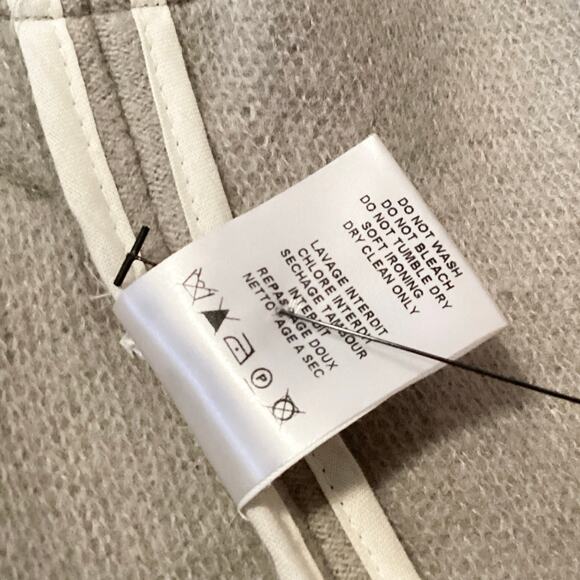 DO NOT WASH
DO NOT BLEACH
DO NOT TUMBLE DRY
SOFT IRONING
DRY CLEAN ONLY
LAVAGE INTERDIT
CHLORE INTERDIT
SECHAGE TAMBOUR
INTERDIT
REPASSAGE DOUX
NETTOYAGE A SEC
P